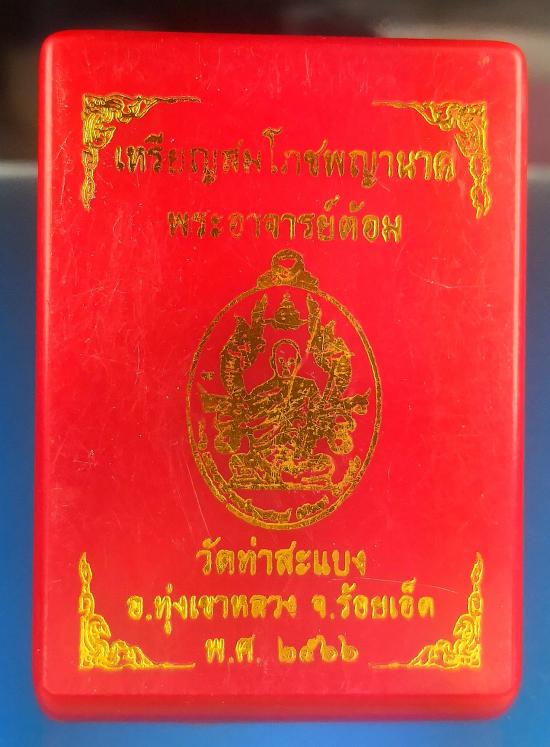 เหรียญสมโภชพญานาค
พระอาจารย์ต้อม
วัดท่าสะแบง
อ.ทุ่งเขาหลวง จ.ร้อยเอ็ด
พ.ศ. ๒๕๖๖